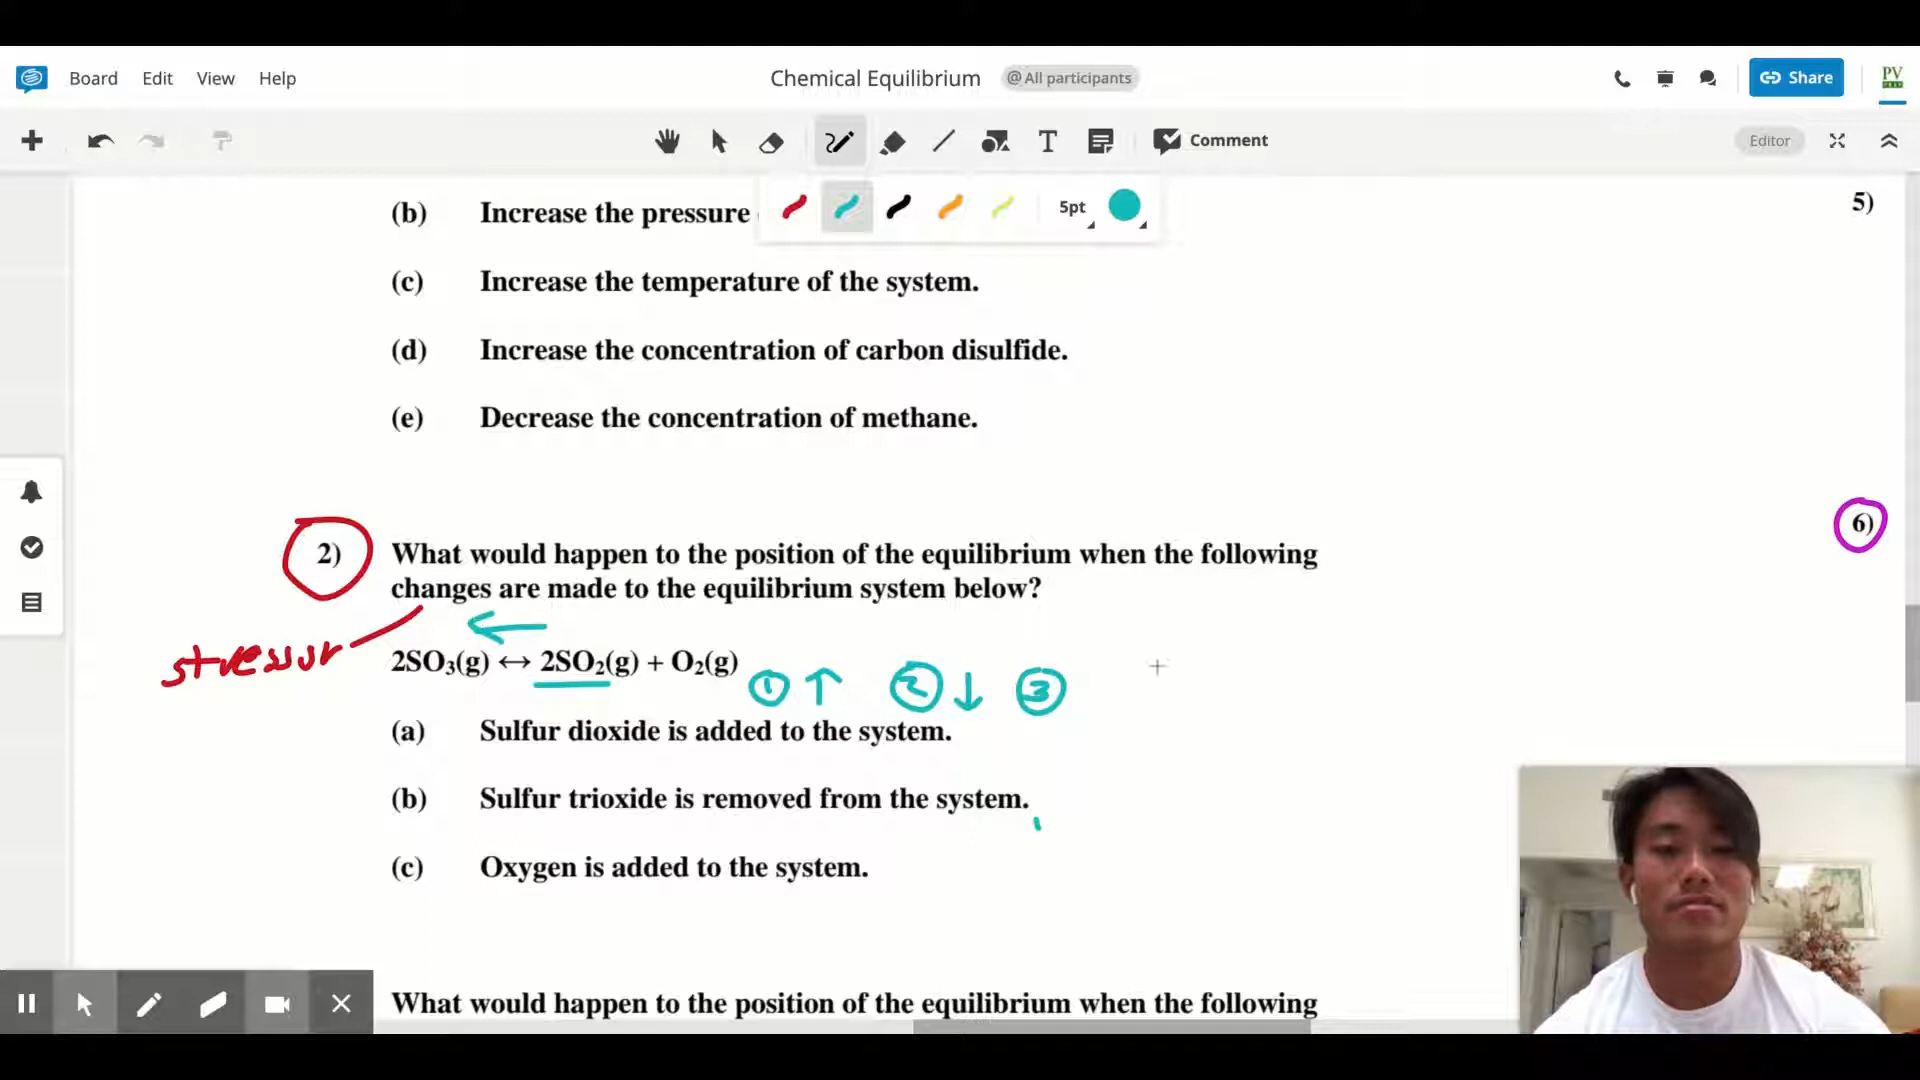 Board Edit View Help
Chemical Equilibrium
@ All participants
Share
PV
Comment
Editor
5pt
(b) Increase the pressure
5)
(c) Increase the temperature of the system.
(d) Increase the concentration of carbon disulfide.
(e) Decrease the concentration of methane.
6)
2) What would happen to the position of the equilibrium when the following
changes are made to the equilibrium system below?
←
stressur
2SO₃(g) ↔ 2SO₂(g) + O₂(g)
① ↑ ② ↓ ③
(a) Sulfur dioxide is added to the system.
(b) Sulfur trioxide is removed from the system.
(c) Oxygen is added to the system.
What would happen to the position of the equilibrium when the following